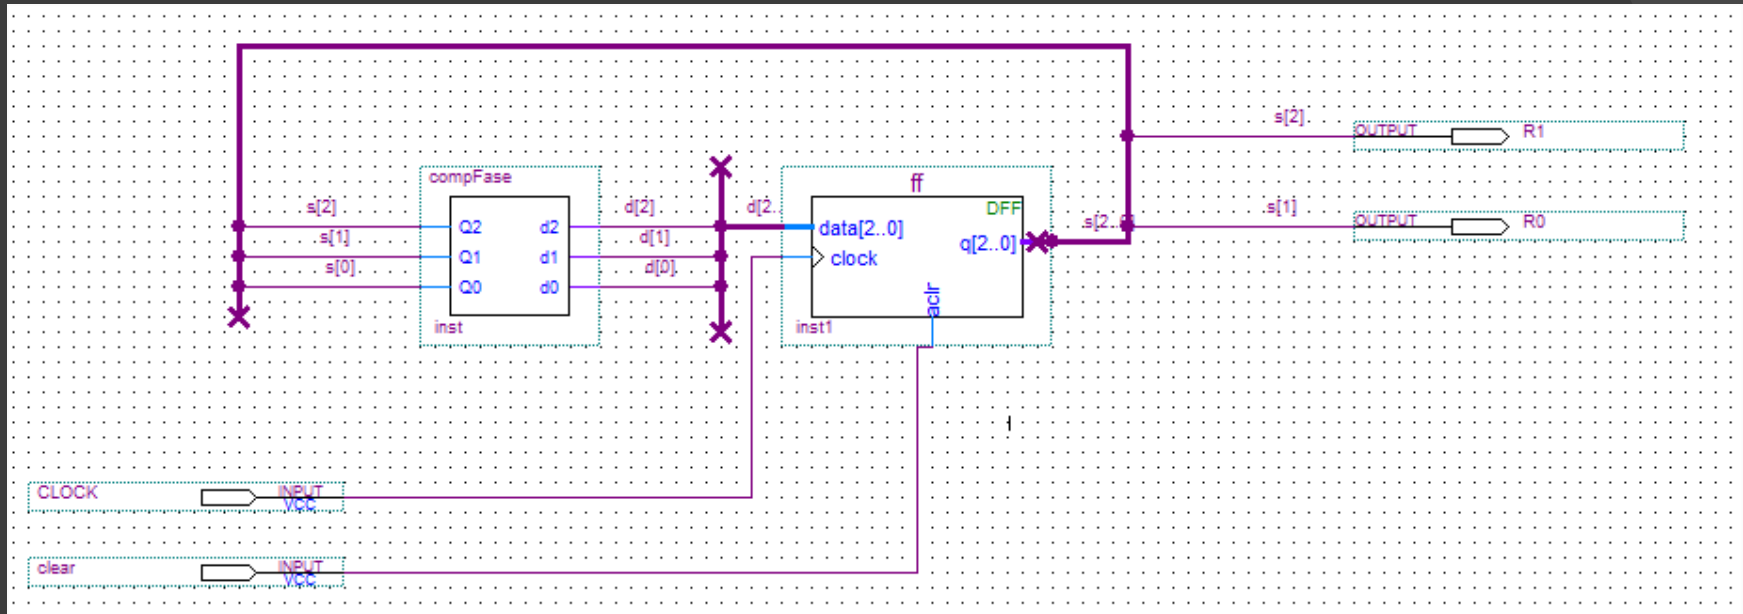 s[2]
OUTPUT
R1
compFase
ff
s[2]
d[2]
d[2..
DFF
s[1]
Q2
d2
data[2..0]
s[2..
OUTPUT
R0
s[1]
d[1]
q[2..0]
Q1
d1
clock
s[0]
d[0]
Q0
d0
aclr
inst
inst1
CLOCK
INPUT
VCC
clear
INPUT
VCC